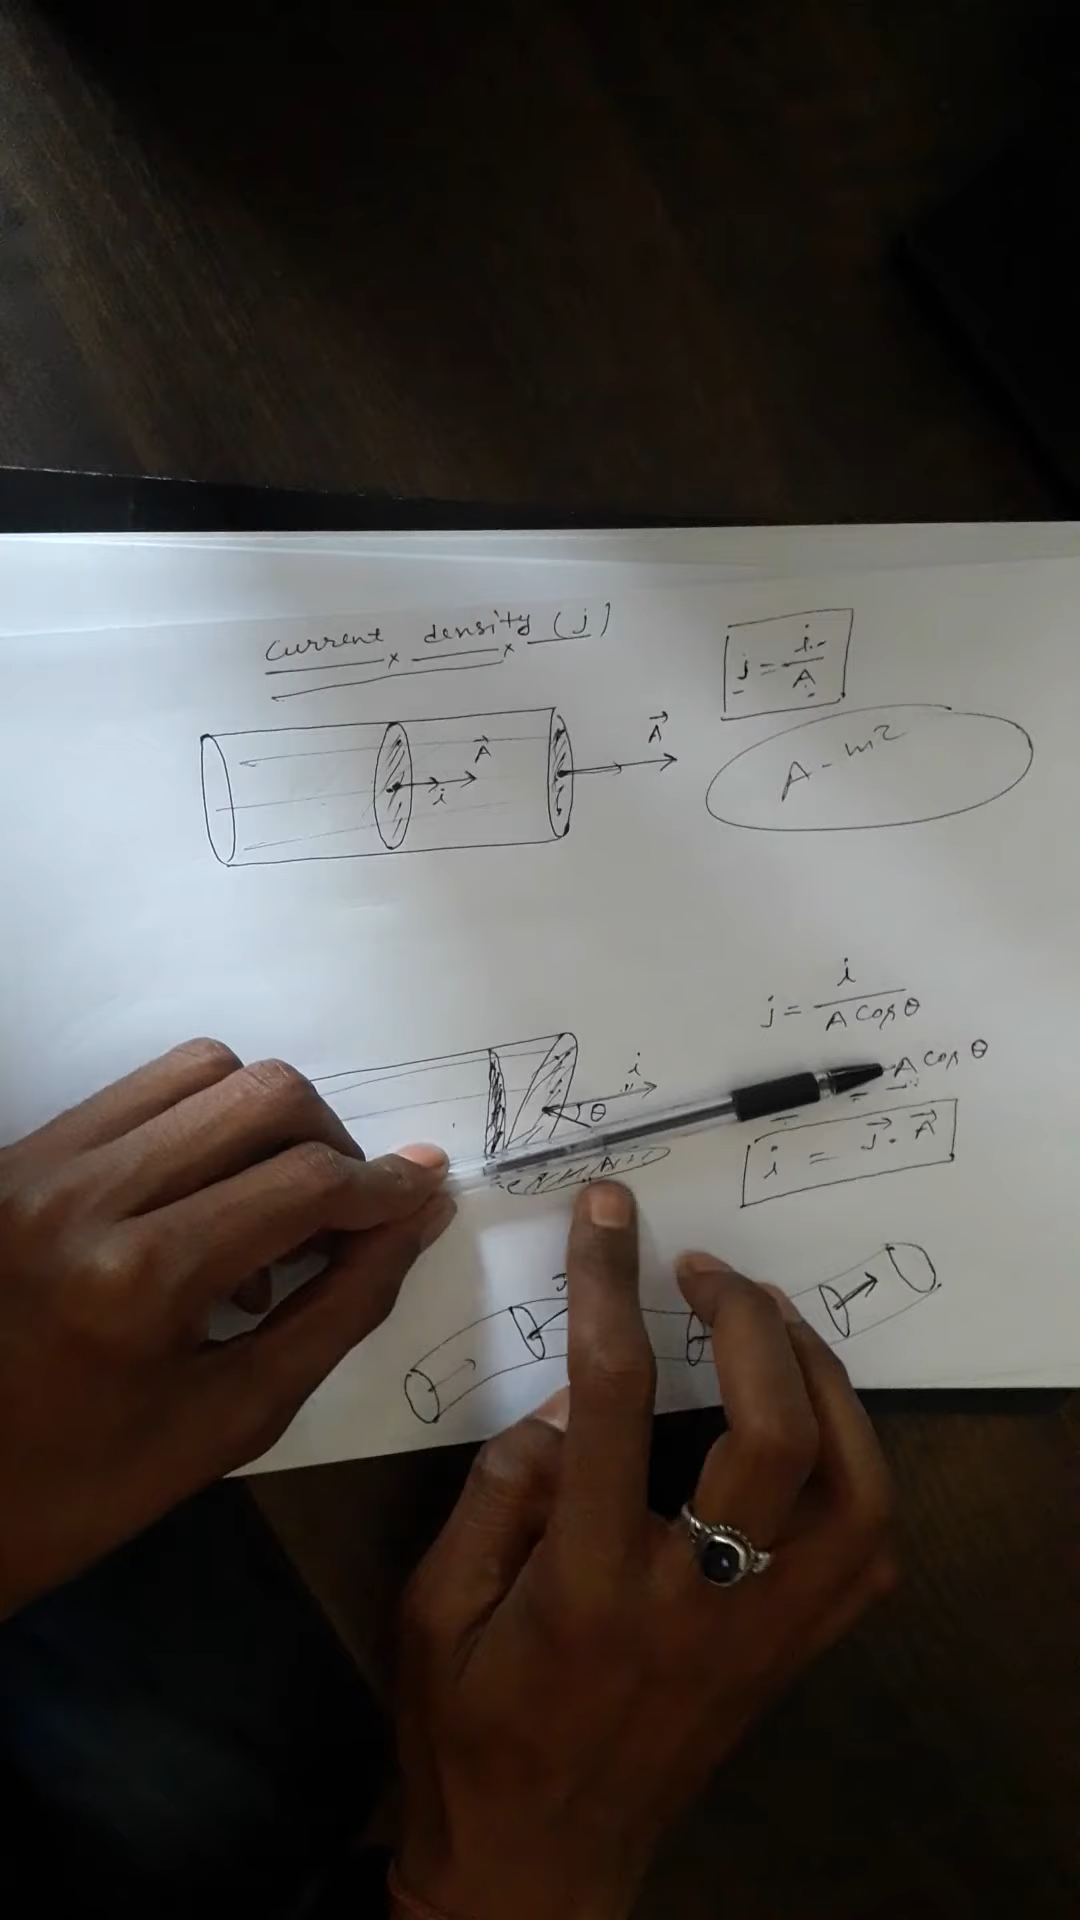 Current density (j)
j = i / A
A⃗
A⃗
i
A - m²
j = i / A Cos θ
i
θ
A Cos θ
i = J⃗ . A⃗
A
J